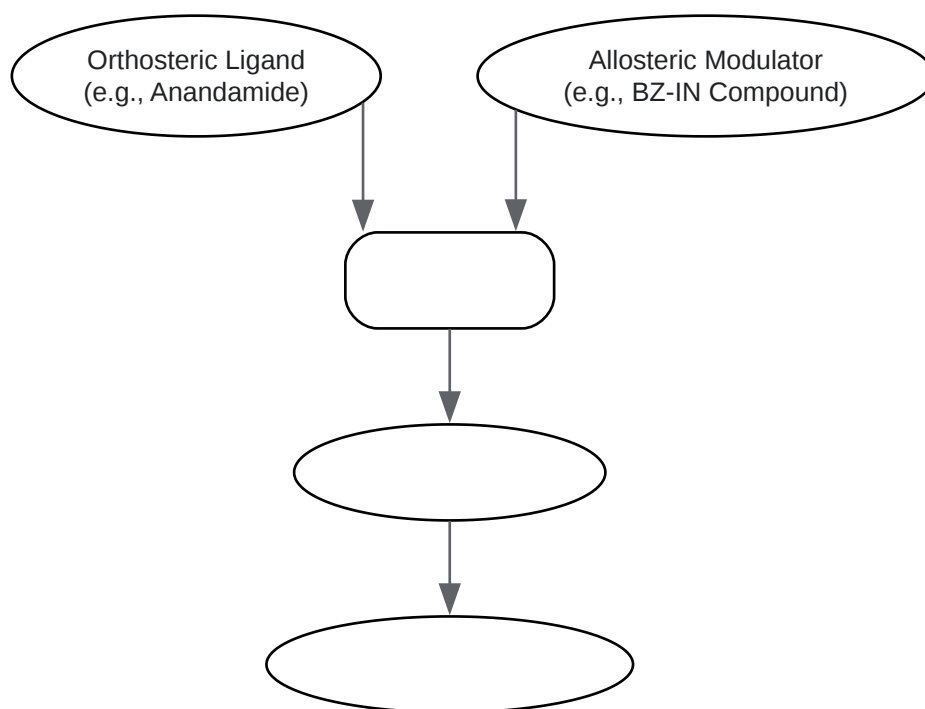 Orthosteric Ligand
(e.g., Anandamide)
Allosteric Modulator
(e.g., BZ-IN Compound)